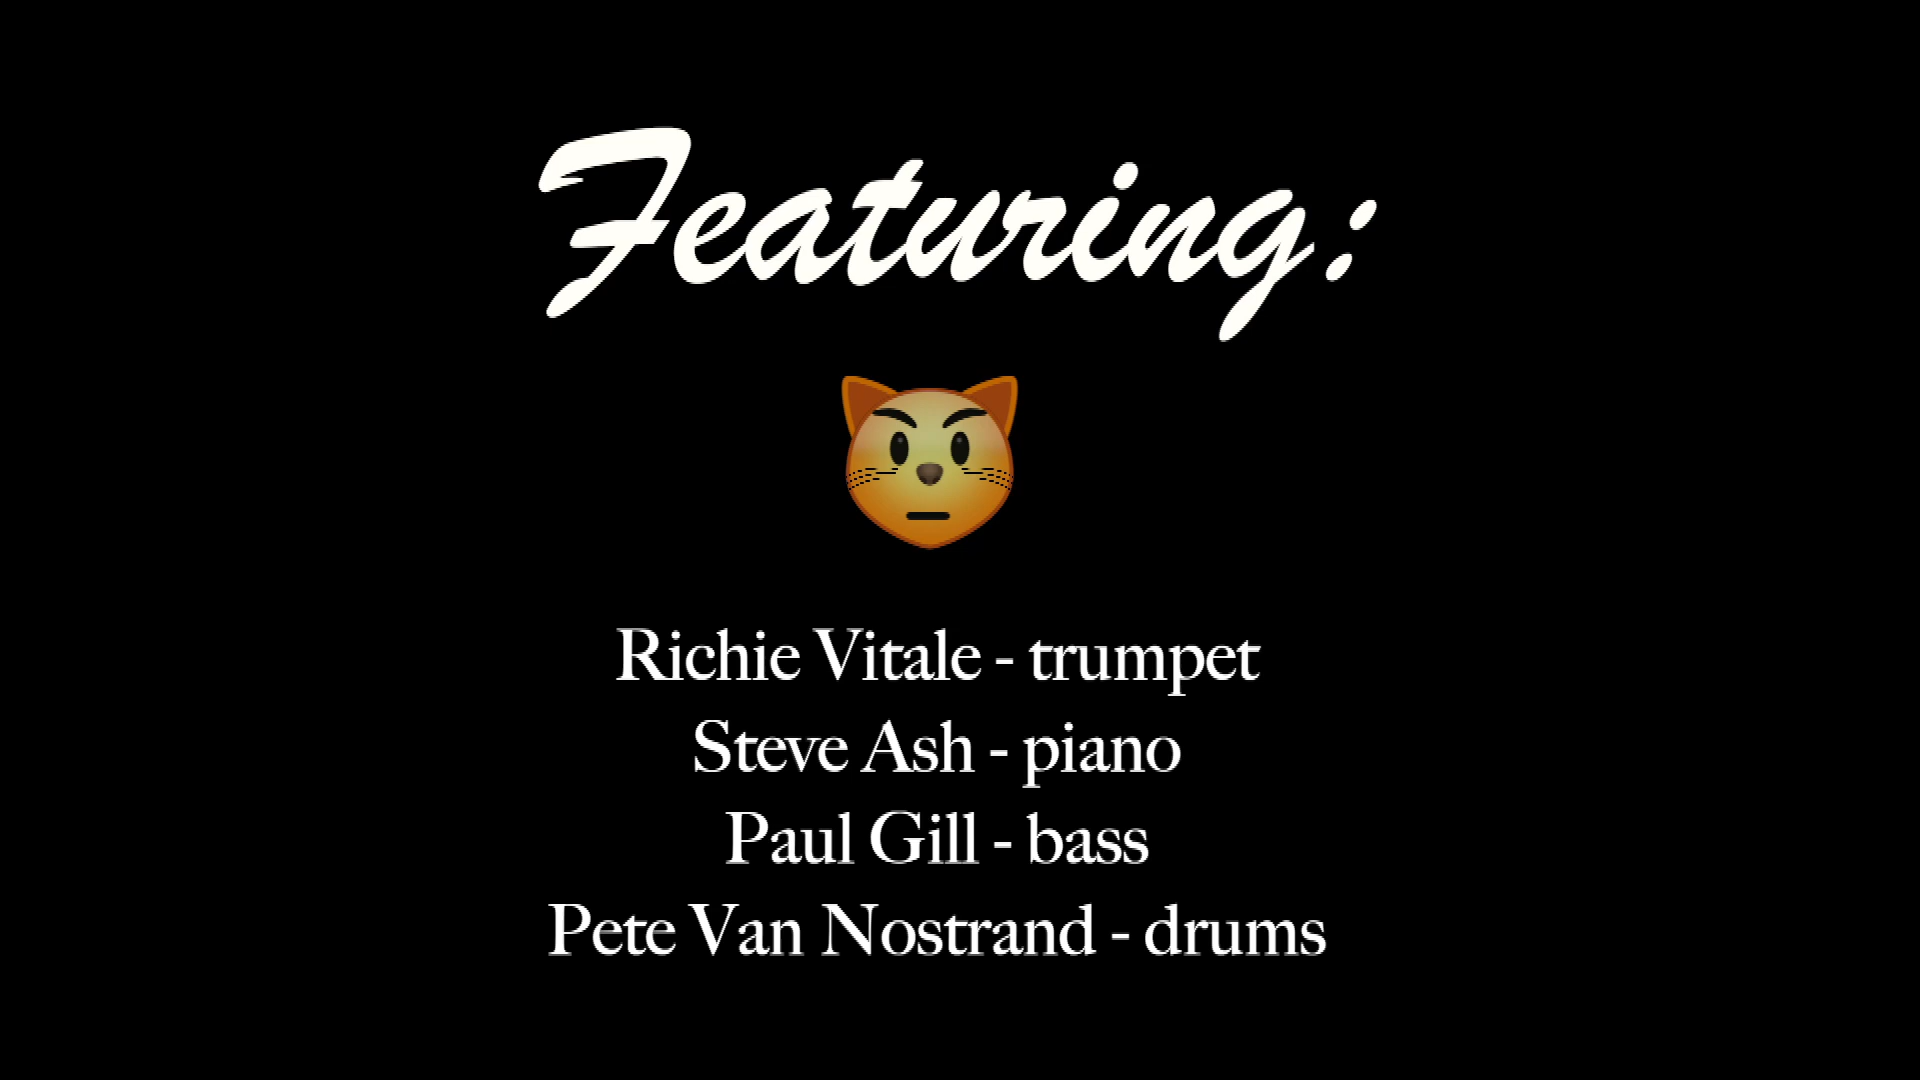 Featuring:
Richie Vitale - trumpet
Steve Ash - piano
Paul Gill - bass
Pete Van Nostrand - drums